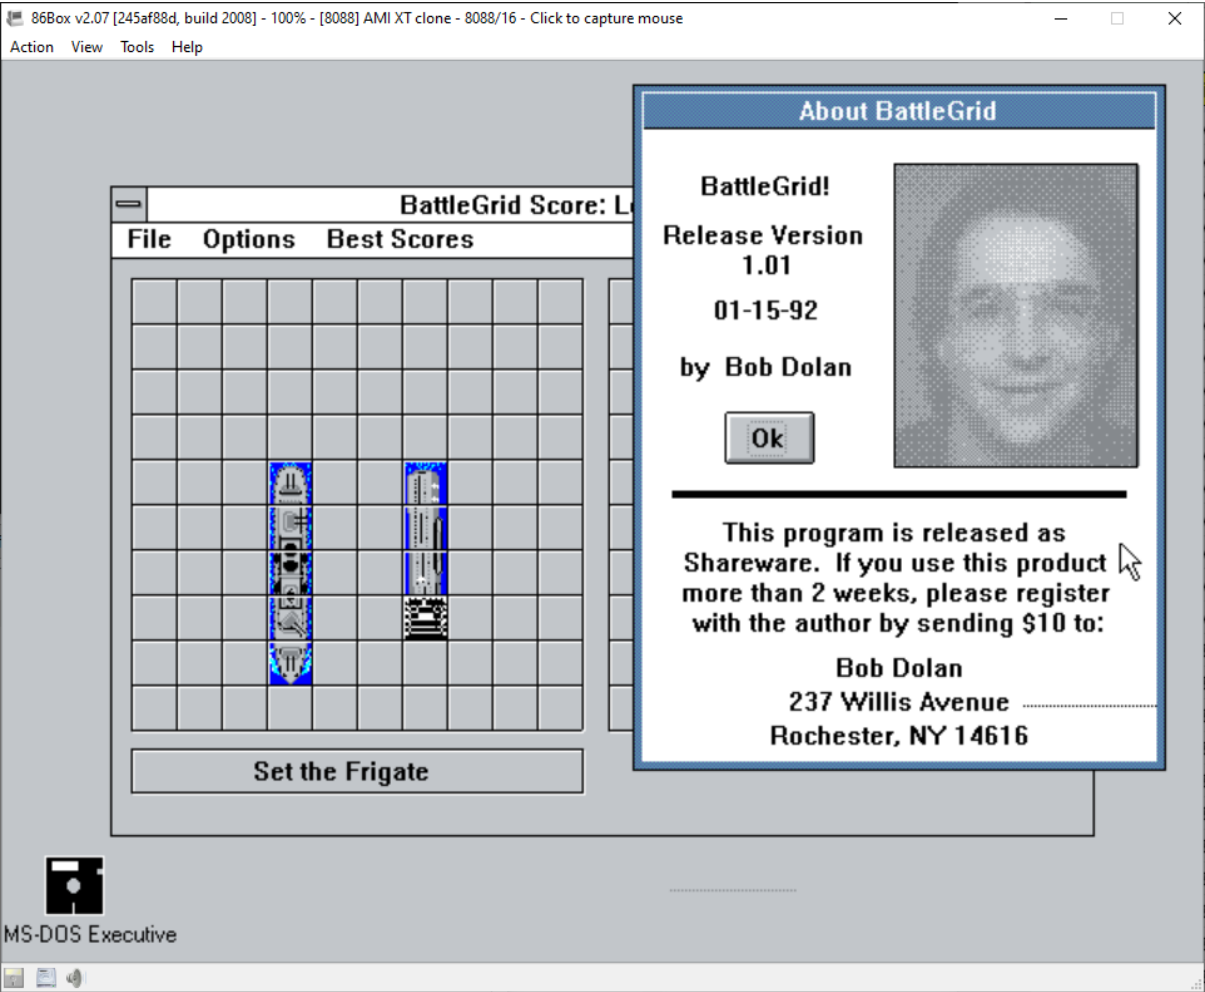 86Box v2.07 [245af88d, build 2008] - 100% - [8088] AMI XT clone - 8088/16 - Click to capture mouse
Action View Tools Help
About BattleGrid
BattleGrid!
Release Version
1.01
01-15-92
by Bob Dolan
Ok
This program is released as
Shareware. If you use this product
more than 2 weeks, please register
with the author by sending $10 to:
Bob Dolan
237 Willis Avenue
Rochester, NY 14616
BattleGrid Score:
File Options Best Scores
Set the Frigate
MS-DOS Executive